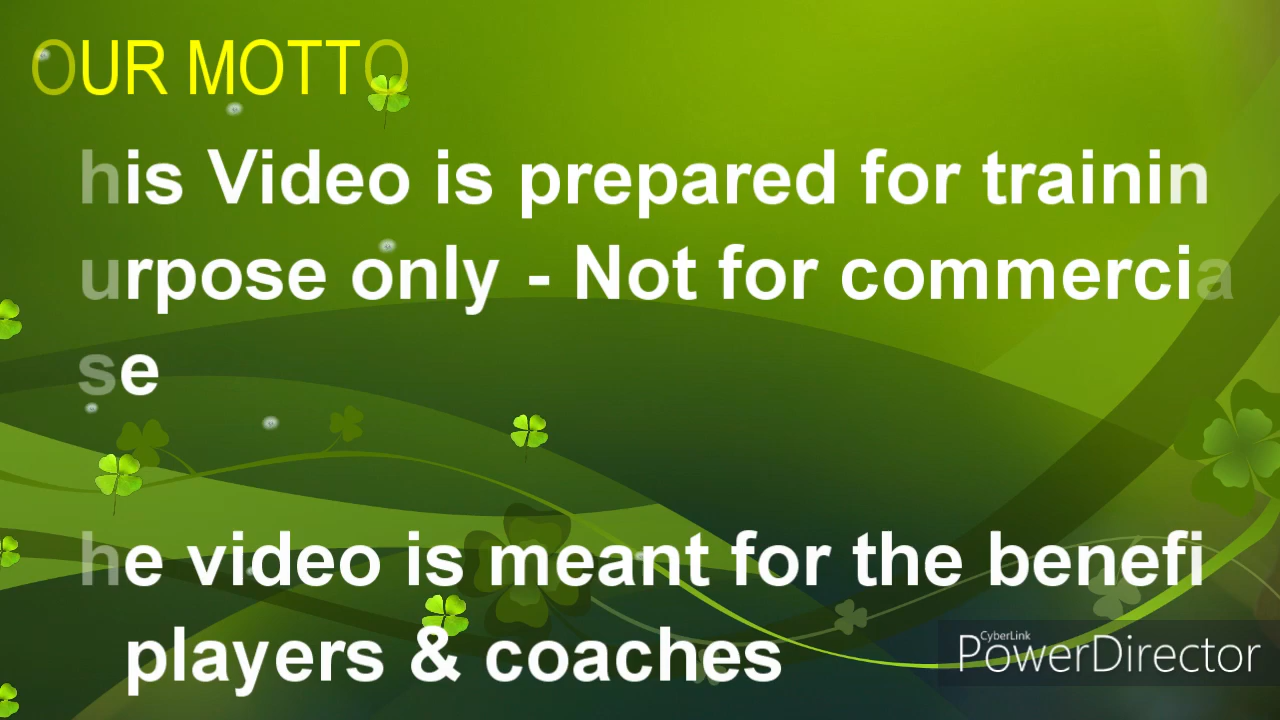 OUR MOTTO
his Video is prepared for trainin
urpose only - Not for commercia
se
he video is meant for the benefi
players & coaches
CyberLink
PowerDirector